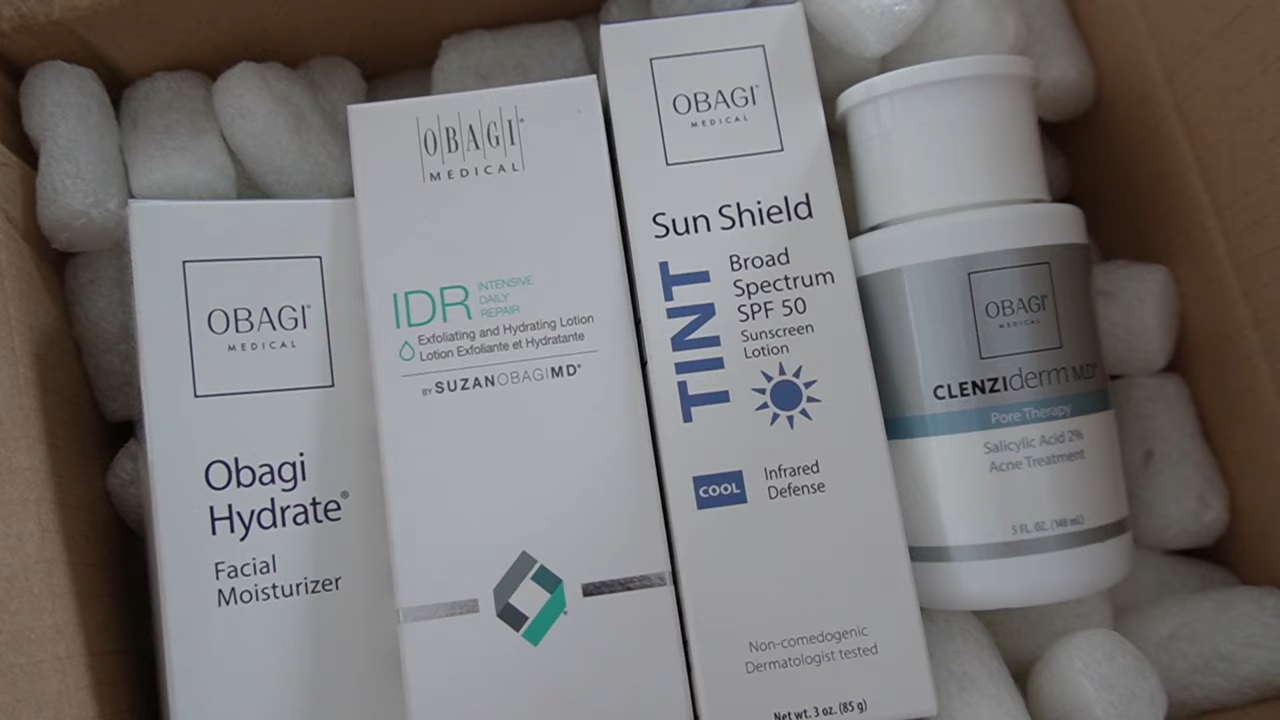 OBAGI®
MEDICAL
Obagi
Hydrate®
Facial
Moisturizer
OBAGI®
MEDICAL
IDR
INTENSIVE
DAILY
REPAIR
Exfoliating and Hydrating Lotion
Lotion Exfoliante et Hydratante
BY SUZANOBAGIMD®
OBAGI®
MEDICAL
Sun Shield
TINT
Broad
Spectrum
SPF 50
Sunscreen
Lotion
COOL
Infrared
Defense
Non-comedogenic
Dermatologist tested
Net wt. 3 oz. (85 g)
OBAGI®
MEDICAL
CLENZIderm M.D.®
Pore Therapy
Salicylic Acid 2%
Acne Treatment
5 FL. OZ. (148 mL)